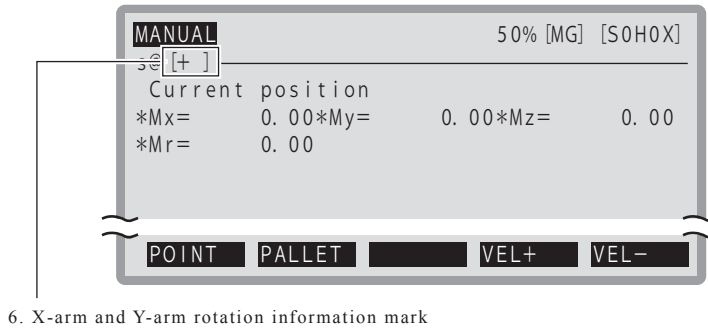 MANUAL 50% [MG] [S0H0X]
s@ [+ ]
Current position
*Mx= 0.00*My= 0.00*Mz= 0.00
*Mr= 0.00
POINT PALLET VEL+ VEL−
6. X-arm and Y-arm rotation information mark